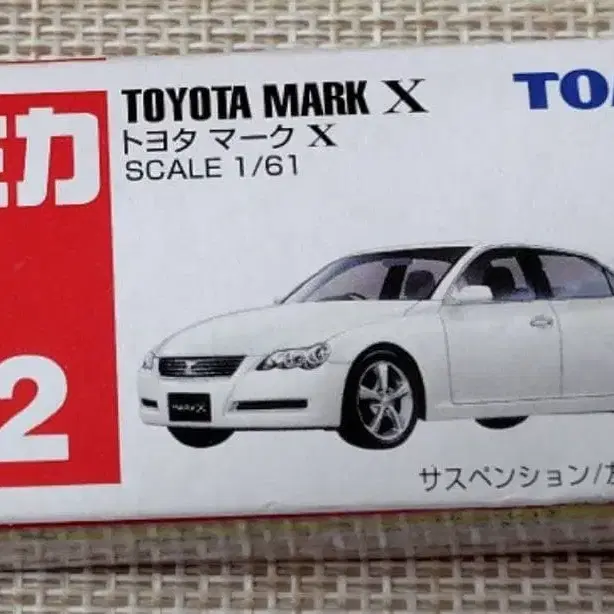 TOYOTA MARK X
トヨタ マーク X
SCALE 1/61
TO
カ
2
MARK X
サスペンション/